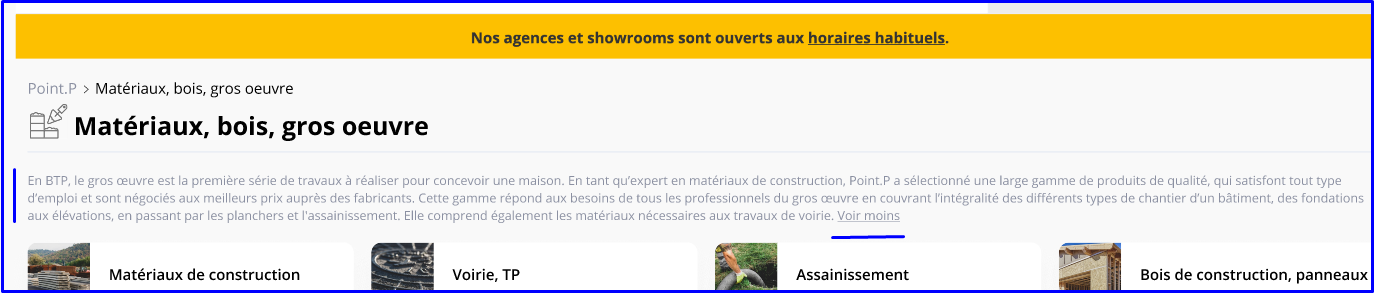 Nos agences et showrooms sont ouverts aux horaires habituels.
Point.P > Matériaux, bois, gros oeuvre
Matériaux, bois, gros oeuvre
En BTP, le gros œuvre est la première série de travaux à réaliser pour concevoir une maison. En tant qu’expert en matériaux de construction, Point.P a sélectionné une large gamme de produits de qualité, qui satisfont tout type
d’emploi et sont négociés aux meilleurs prix auprès des fabricants. Cette gamme répond aux besoins de tous les professionnels du gros œuvre en couvrant l’intégralité des différents types de chantier d’un bâtiment, des fondations
aux élévations, en passant par les planchers et l'assainissement. Elle comprend également les matériaux nécessaires aux travaux de voirie. Voir moins
Matériaux de construction
Voirie, TP
Assainissement
Bois de construction, panneaux